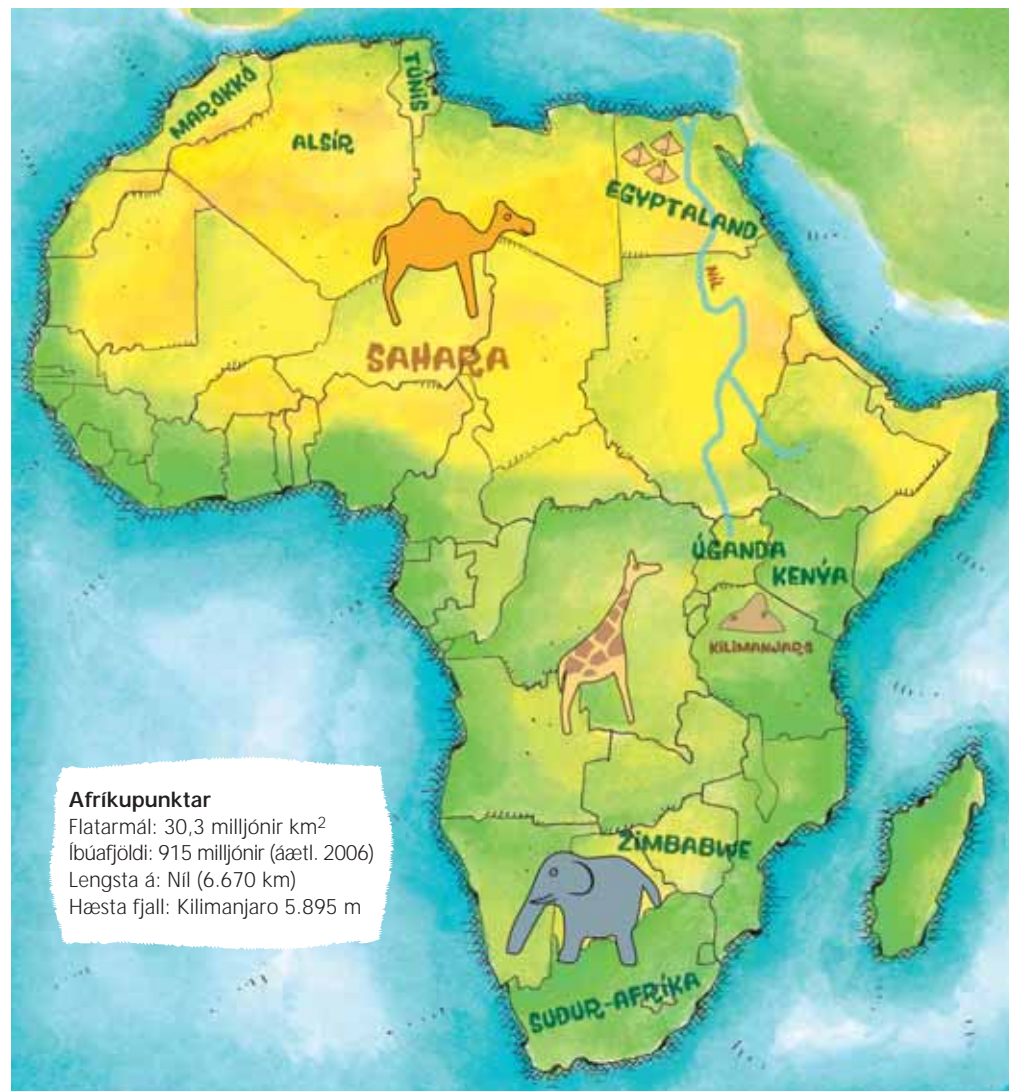 MAROKKÓ
TÚNIS
ALSÍR
EGYPTALAND
NÍL
SAHARA
ÚGANDA
KENÝA
KILIMANJARO
ZIMBABWE
SUÐUR-AFRÍKA
Afríkupunktar
Flatarmál: 30,3 milljónir km²
Íbúafjöldi: 915 milljónir (áætl. 2006)
Lengsta á: Níl (6.670 km)
Hæsta fjall: Kilimanjaro 5.895 m